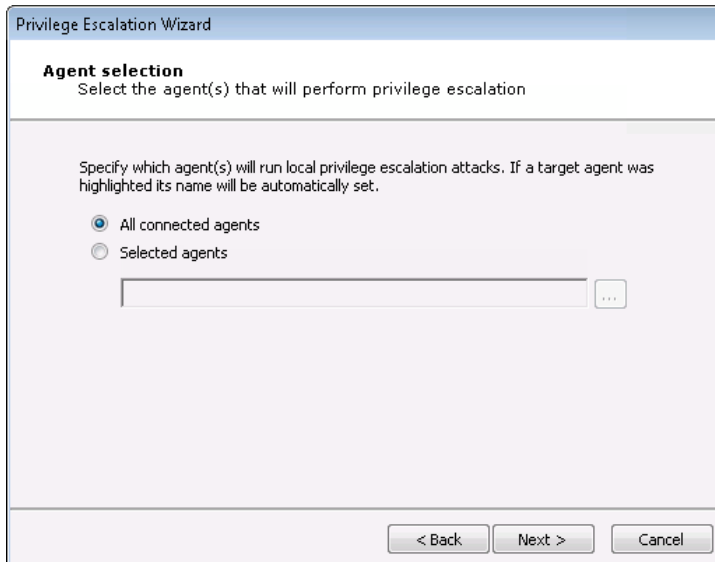 Privilege Escalation Wizard
Agent selection
Select the agent(s) that will perform privilege escalation
Specify which agent(s) will run local privilege escalation attacks. If a target agent was
highlighted its name will be automatically set.
All connected agents
Selected agents
...
< Back Next > Cancel